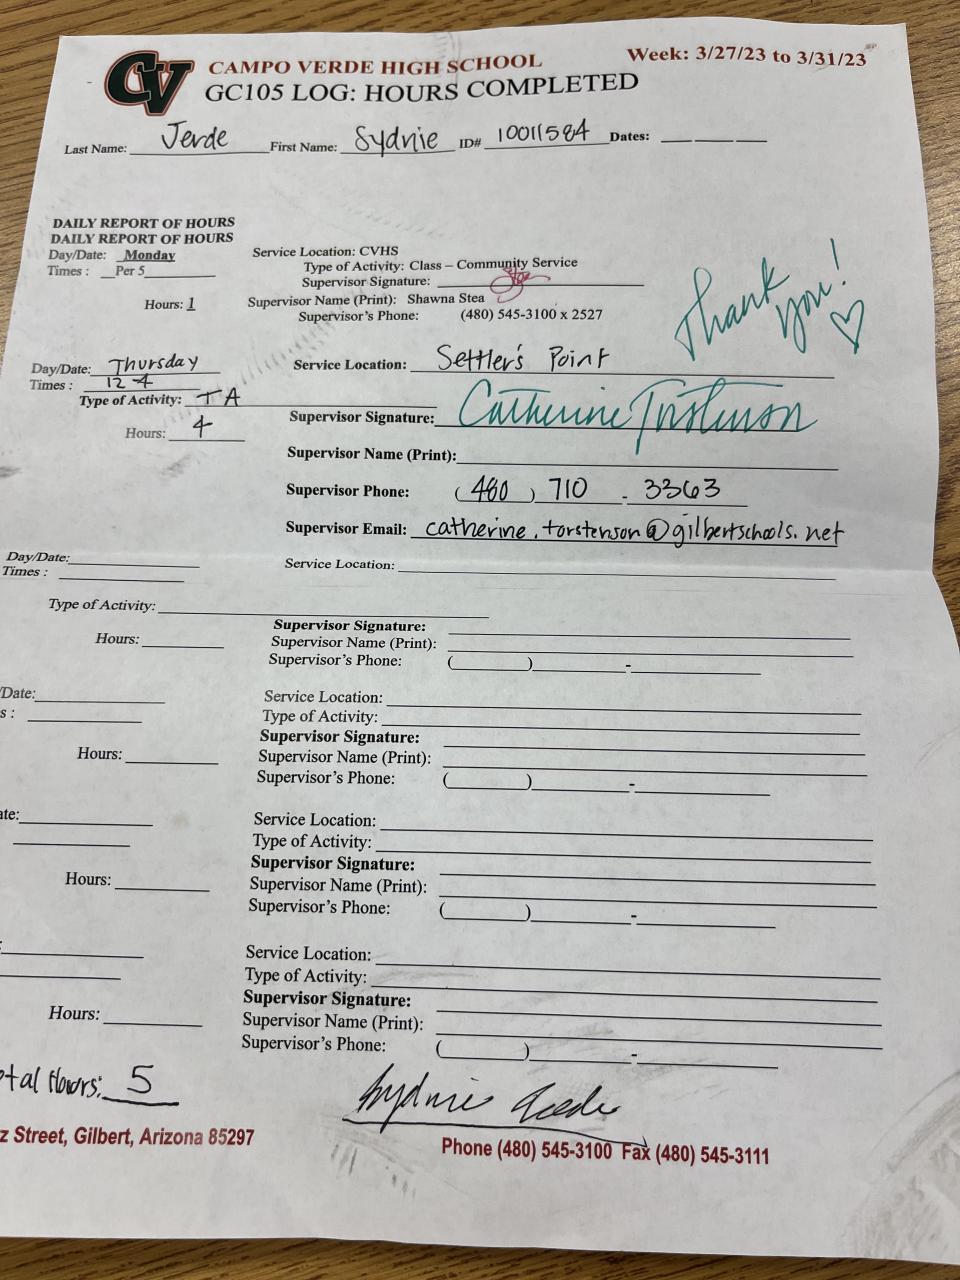 CV CAMPO VERDE HIGH SCHOOL Week: 3/27/23 to 3/31/23
GC105 LOG: HOURS COMPLETED
Last Name: Jerde First Name: Sydnie ID# 10011584 Dates:
DAILY REPORT OF HOURS
DAILY REPORT OF HOURS
Day/Date: Monday Service Location: CVHS
Times : Per 5 Type of Activity: Class – Community Service
Supervisor Signature:
Hours: 1 Supervisor Name (Print): Shawna Stea
Supervisor's Phone: (480) 545-3100 x 2527
Thank you!
Day/Date: Thursday Service Location: Settler's Point
Times : 12-4
Type of Activity: TA
Supervisor Signature: Catherine Torstenson
Hours: 4
Supervisor Name (Print):
Supervisor Phone: (480) 710 - 3363
Supervisor Email: catherine.torstenson@gilbertschools.net
Day/Date: Service Location:
Times :
Type of Activity:
Supervisor Signature:
Hours: Supervisor Name (Print):
Supervisor's Phone: ( ) -
/Date: Service Location:
s : Type of Activity:
Supervisor Signature:
Hours: Supervisor Name (Print):
Supervisor's Phone: ( ) -
ate: Service Location:
Type of Activity:
Supervisor Signature:
Hours: Supervisor Name (Print):
Supervisor's Phone: ( ) -
: Service Location:
Type of Activity:
Supervisor Signature:
Hours: Supervisor Name (Print):
Supervisor's Phone: ( ) -
otal Hours: 5 Sydnie Jerde
z Street, Gilbert, Arizona 85297 Phone (480) 545-3100 Fax (480) 545-3111